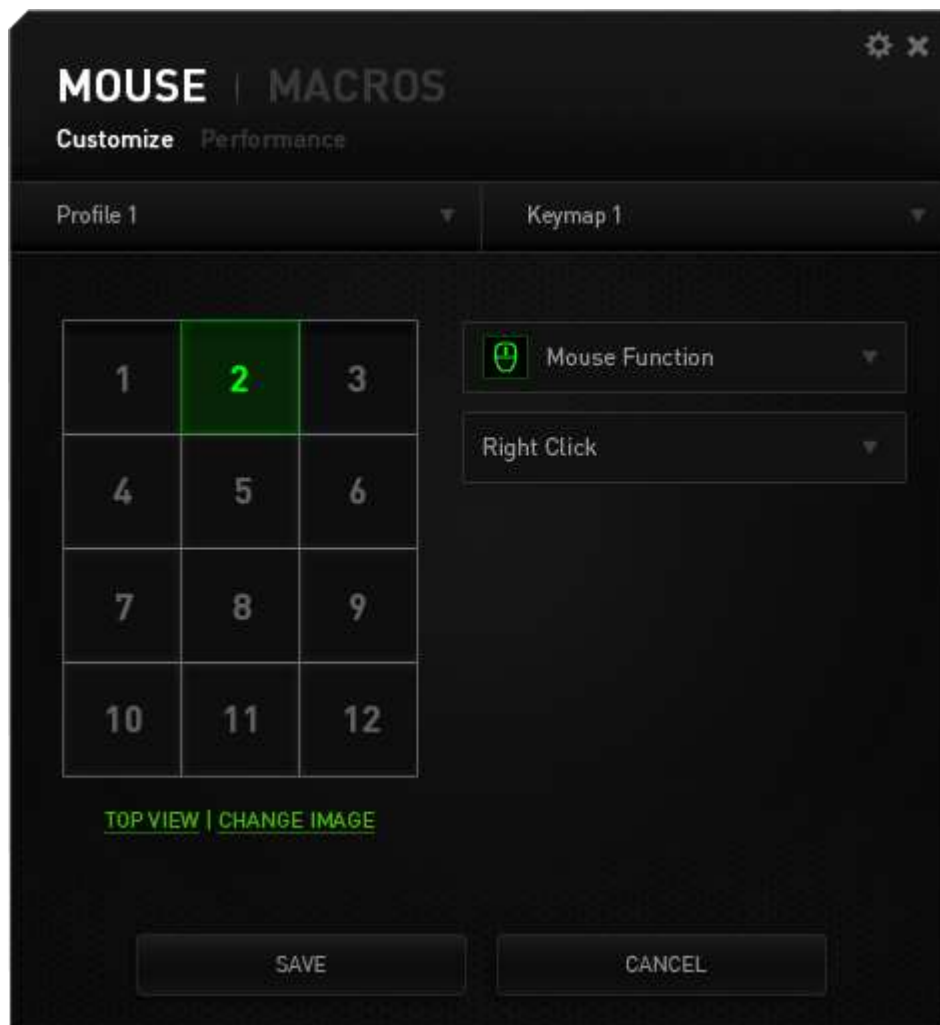 MOUSE | MACROS
Customize Performance
Profile 1 Keymap 1
1 2 3
Mouse Function
Right Click
4 5 6
7 8 9
10 11 12
TOP VIEW | CHANGE IMAGE
SAVE CANCEL